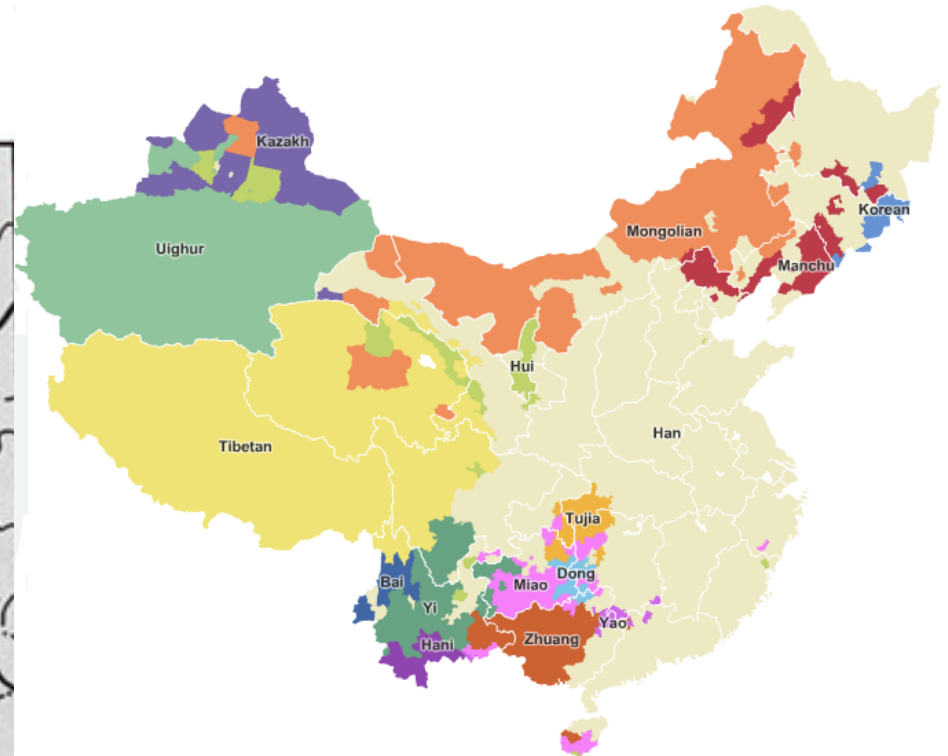 Kazakh
Korean
Mongolian
Uighur
Manchu
Hui
Han
Tibetan
Tujia
Dong
Bai
Miao
Yi
Yao
Zhuang
Hani